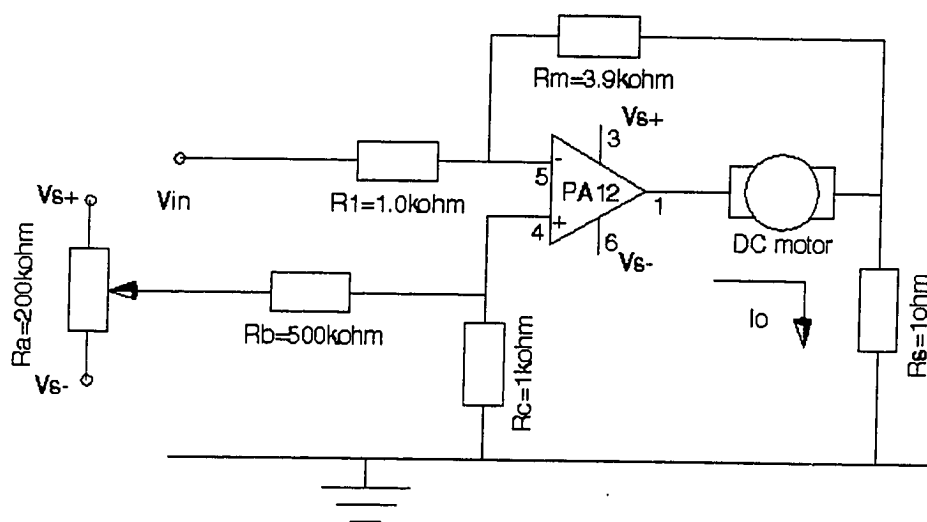 Rm=3.9kohm
Vs+
3
Vs+
Vin
R1=1.0kohm
5
-
PA12
1
4
+
6
Vs-
DC motor
Ra=200kohm
Rb=500kohm
Rc=1kohm
Io
Rs=1ohm
Vs-